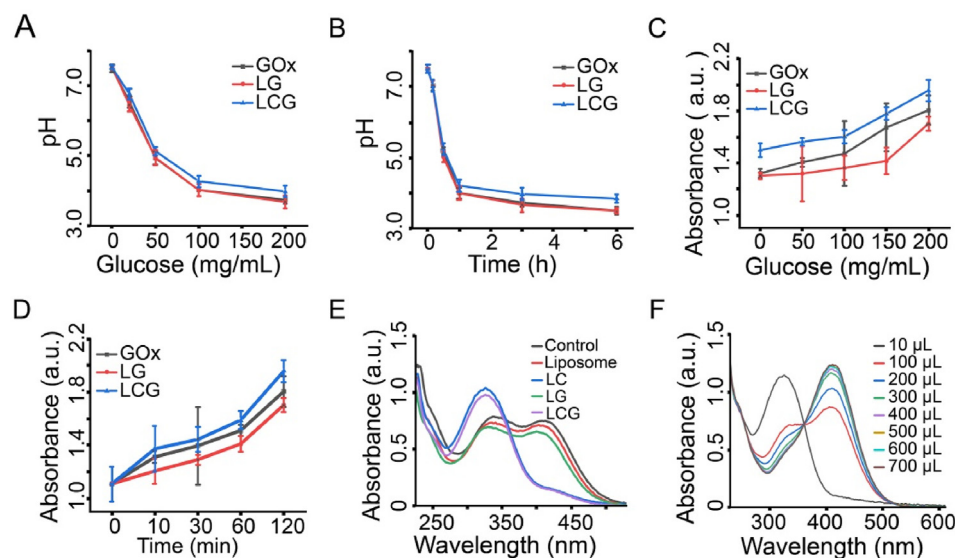 A
pH
7.0
5.0
3.0
GOx
LG
LCG
0
50
100
150
200
Glucose (mg/mL)
B
pH
7.0
5.0
3.0
GOx
LG
LCG
0
2
4
6
Time (h)
C
Absorbance ( a.u.)
2.2
1.8
1.4
1.0
GOx
LG
LCG
0
50
100
150
200
Glucose (mg/mL)
D
Absorbance (a.u.)
2.2
1.8
1.4
1.0
GOx
LG
LCG
0
10
30
60
120
Time (min)
E
Absorbance (a.u.)
1.5
1.0
0.5
0
Control
Liposome
LC
LG
LCG
250
350
450
Wavelength (nm)
F
Absorbance (a.u.)
1.5
1.0
0.5
0
10 µL
100 µL
200 µL
300 µL
400 µL
500 µL
600 µL
700 µL
300
400
500
600
Wavelength (nm)